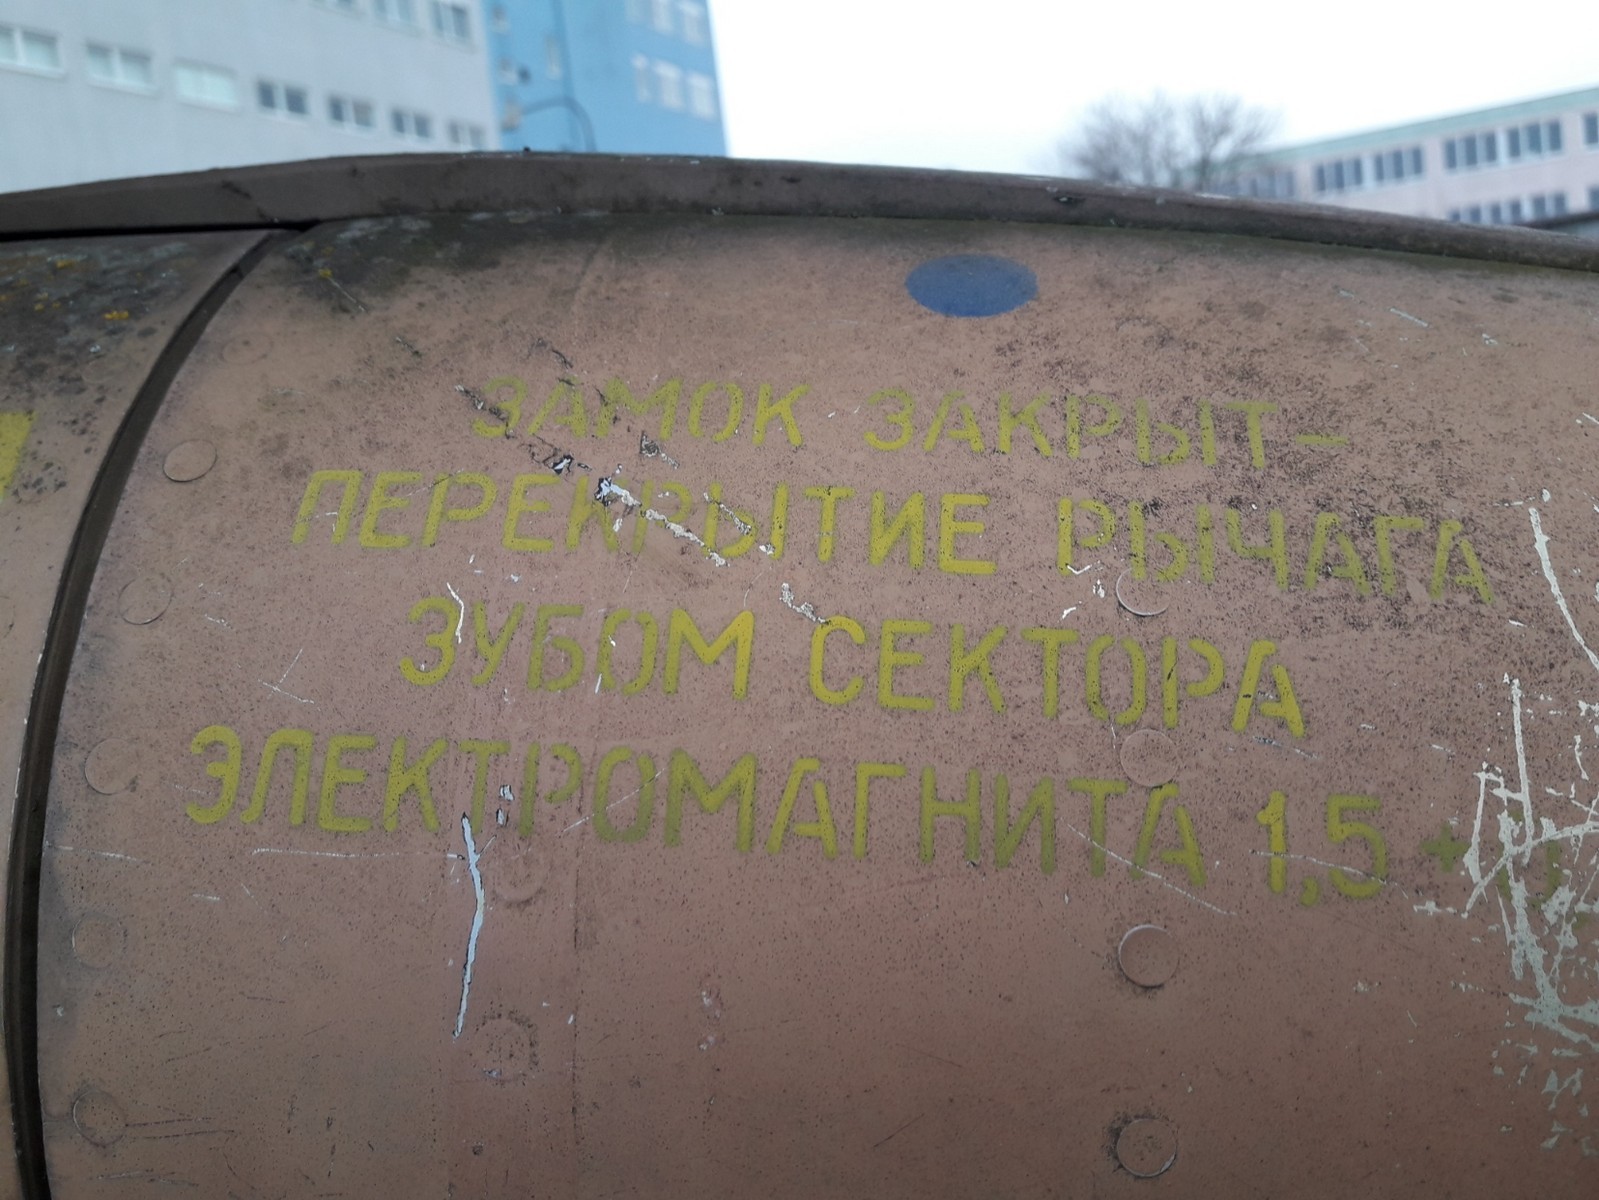 ЗАМОК ЗАКРЫТ–
ПЕРЕКРЫТИЕ РЫЧАГА
ЗУБОМ СЕКТОРА
ЭЛЕКТРОМАГНИТА 1,5 +